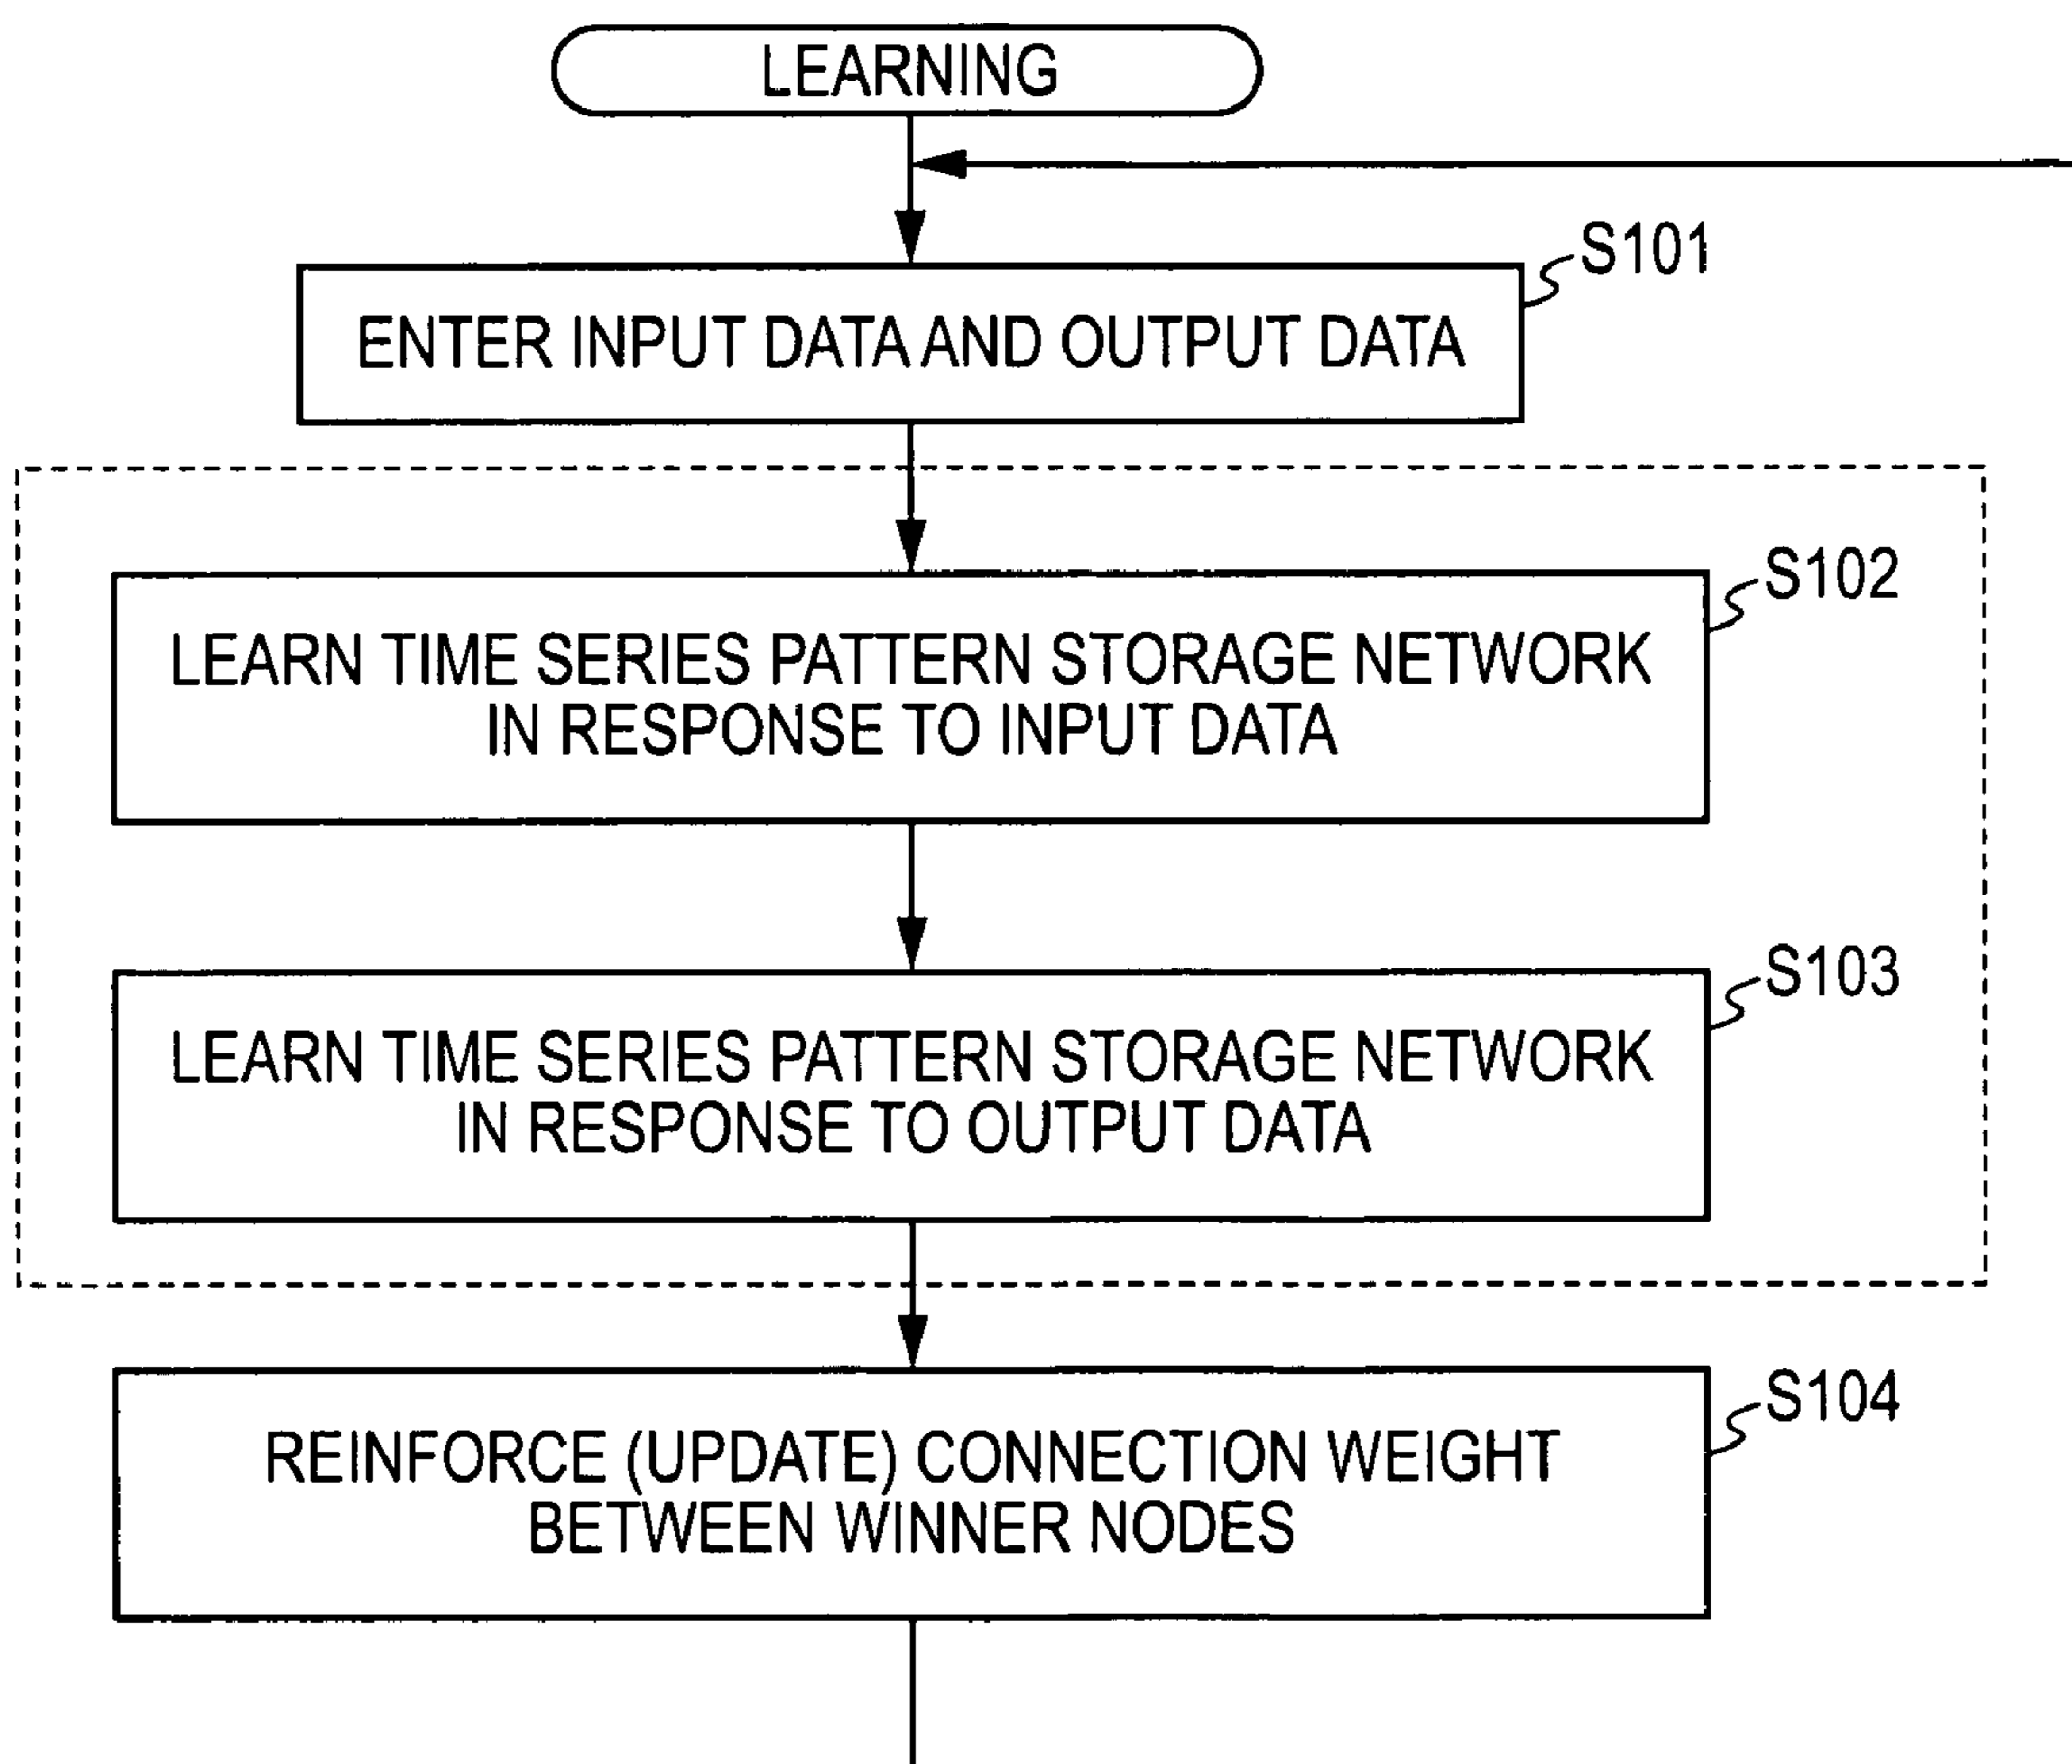 LEARNING
S101
ENTER INPUT DATA AND OUTPUT DATA
S102
LEARN TIME SERIES PATTERN STORAGE NETWORK
IN RESPONSE TO INPUT DATA
S103
LEARN TIME SERIES PATTERN STORAGE NETWORK
IN RESPONSE TO OUTPUT DATA
S104
REINFORCE (UPDATE) CONNECTION WEIGHT
BETWEEN WINNER NODES